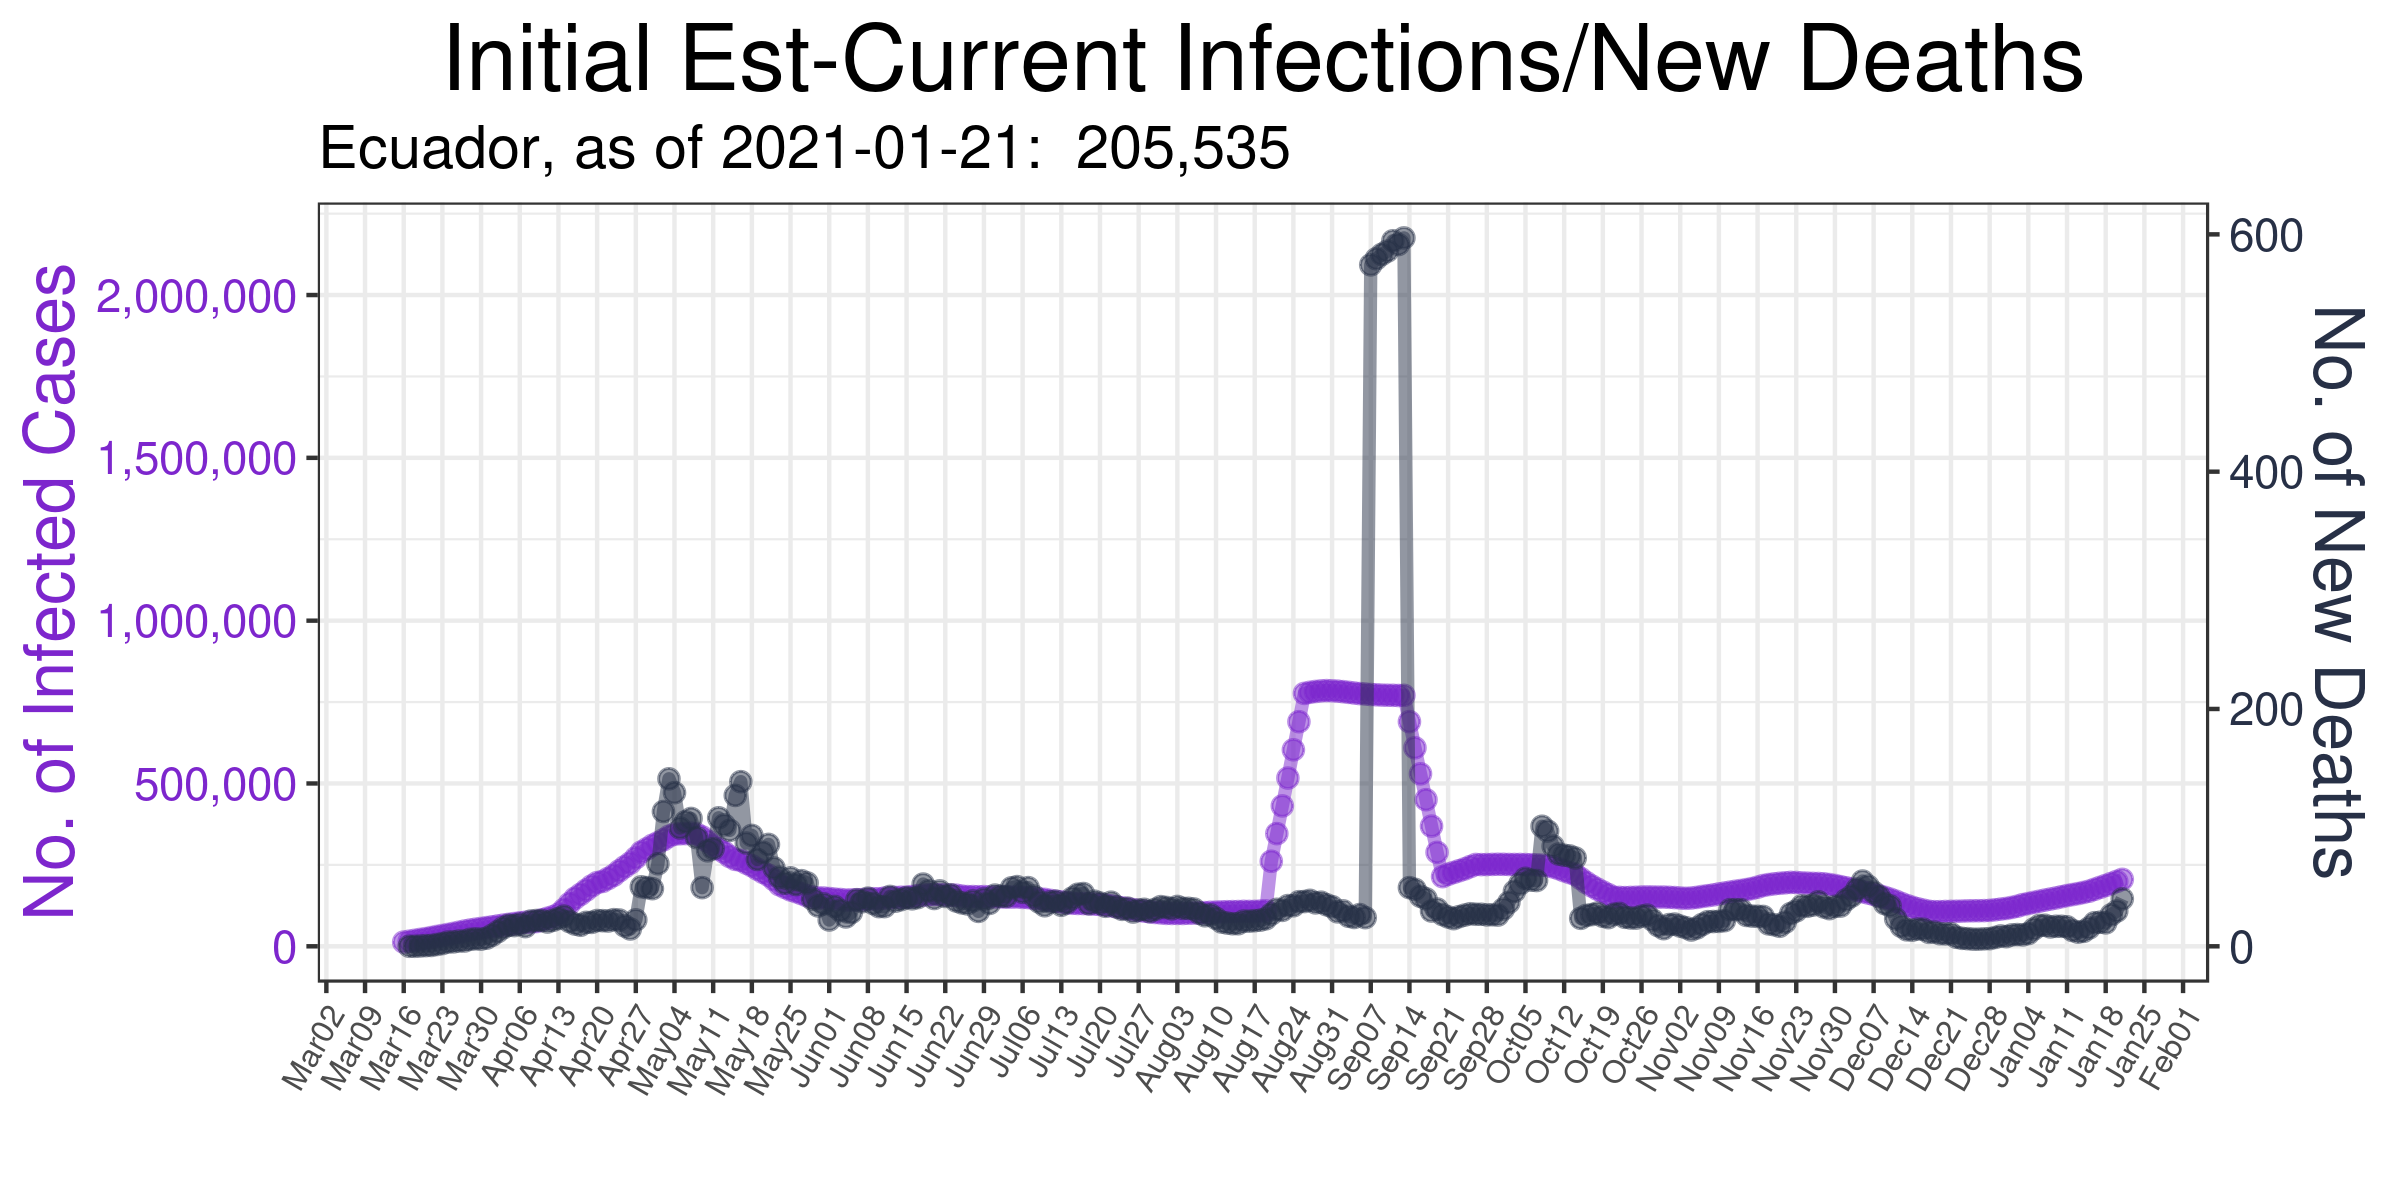 Initial Est-Current Infections/New Deaths
Ecuador, as of 2021-01-21:  205,535
No. of Infected Cases
2,000,000
1,500,000
1,000,000
500,000
0
600
400
200
0
No. of New Deaths
Mar02
Mar09
Mar16
Mar23
Mar30
Apr06
Apr13
Apr20
Apr27
May04
May11
May18
May25
Jun01
Jun08
Jun15
Jun22
Jun29
Jul06
Jul13
Jul20
Jul27
Aug03
Aug10
Aug17
Aug24
Aug31
Sep07
Sep14
Sep21
Sep28
Oct05
Oct12
Oct19
Oct26
Nov02
Nov09
Nov16
Nov23
Nov30
Dec07
Dec14
Dec21
Dec28
Jan04
Jan11
Jan18
Jan25
Feb01